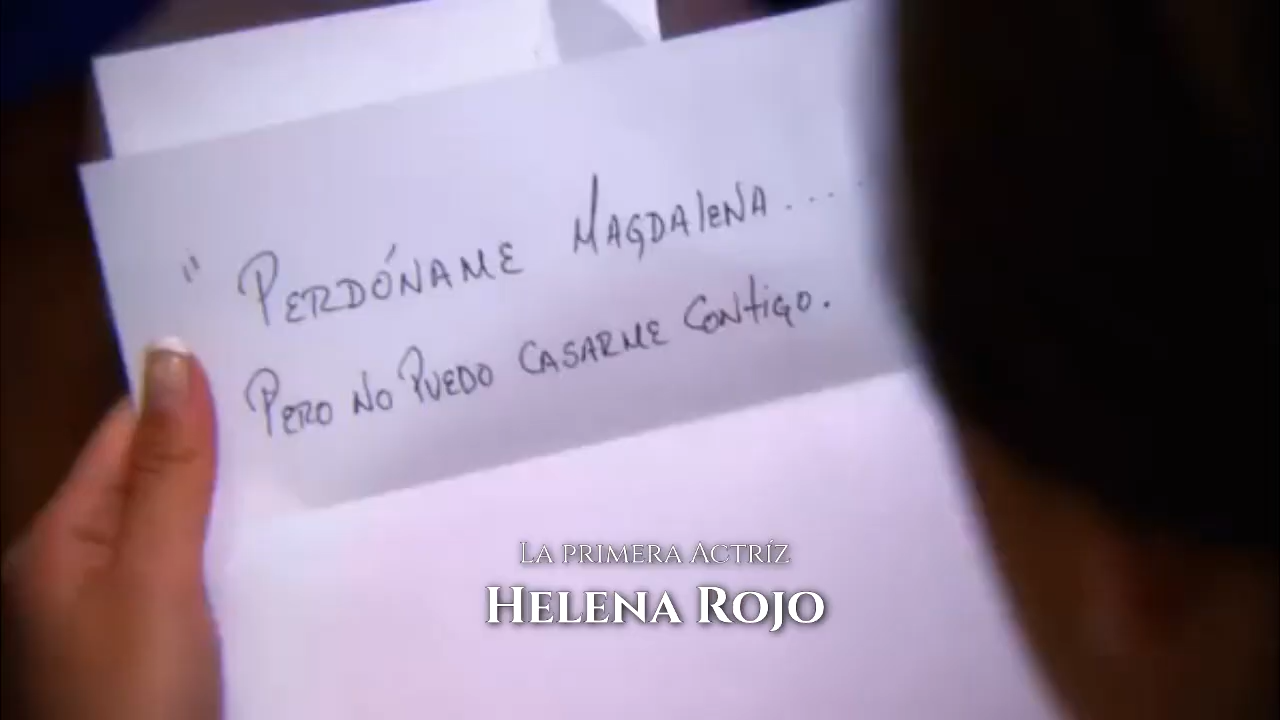 " PERDÓNAME MAGDALENA....
PERO NO PUEDO CASARME CONTIGO.
LA PRIMERA ACTRÍZ
HELENA ROJO